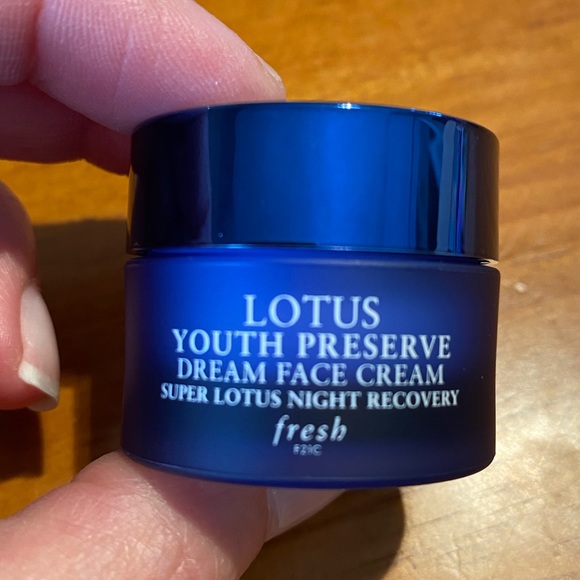 LOTUS
YOUTH PRESERVE
DREAM FACE CREAM
SUPER LOTUS NIGHT RECOVERY
fresh